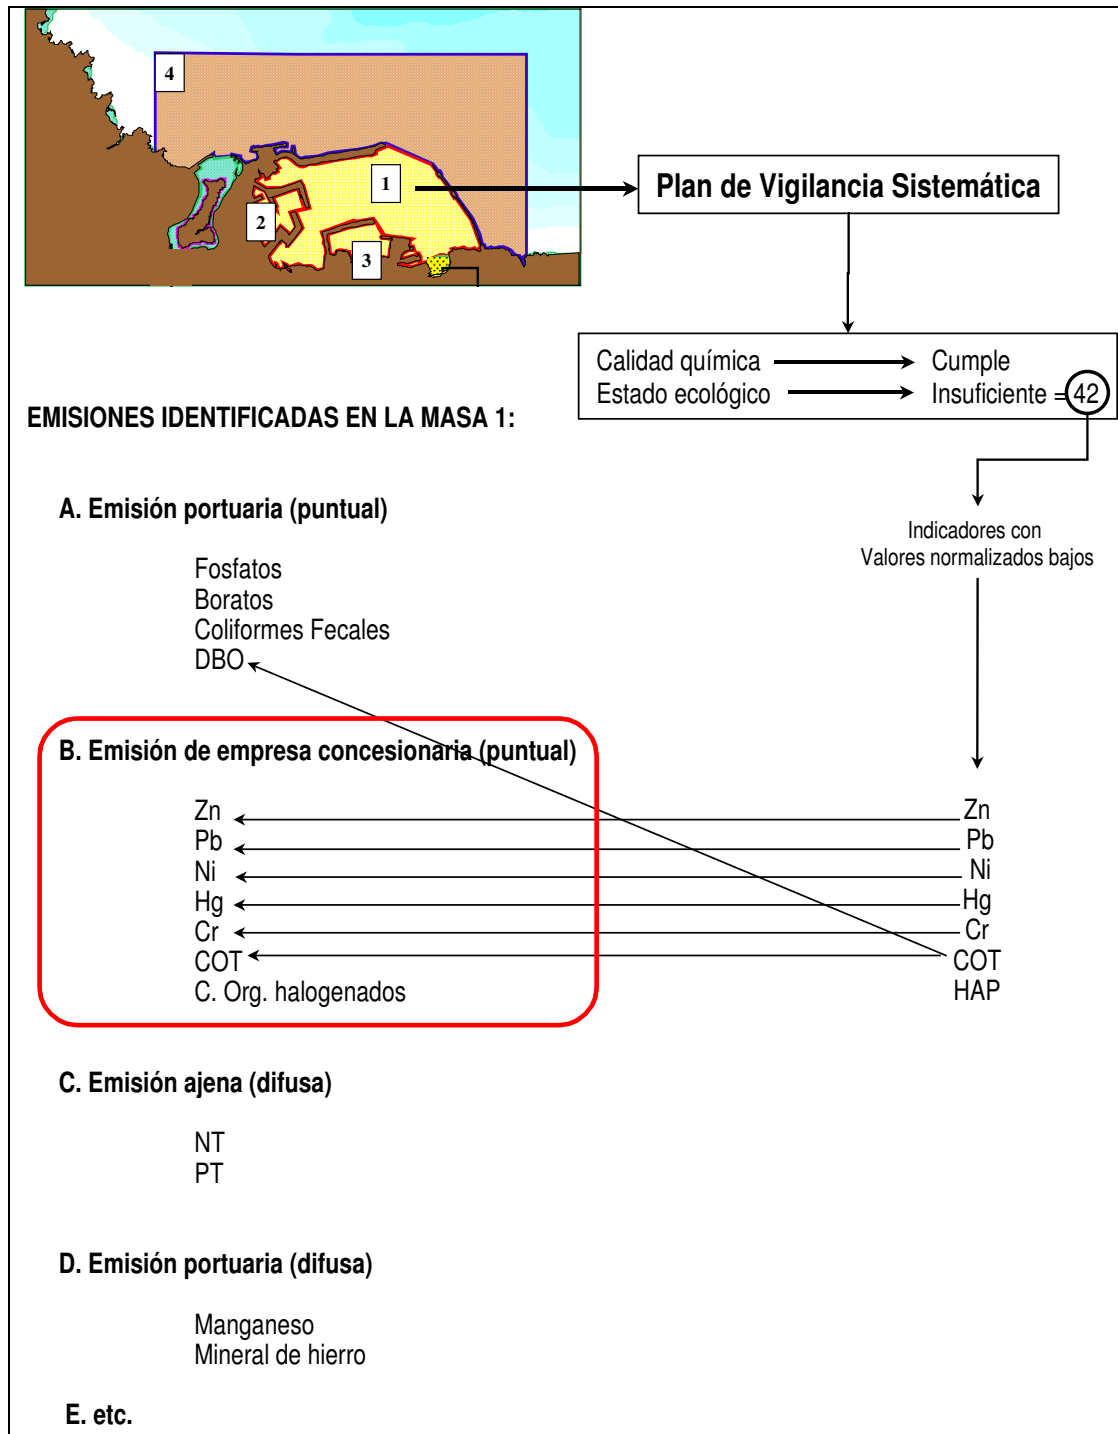 4
1
2
3
Plan de Vigilancia Sistemática
Calidad química Cumple
Estado ecológico Insuficiente = 42
EMISIONES IDENTIFICADAS EN LA MASA 1:
Indicadores con
Valores normalizados bajos
A. Emisión portuaria (puntual)
Fosfatos
Boratos
Coliformes Fecales
DBO
B. Emisión de empresa concesionaria (puntual)
Zn Zn
Pb Pb
Ni Ni
Hg Hg
Cr Cr
COT COT
C. Org. halogenados HAP
C. Emisión ajena (difusa)
NT
PT
D. Emisión portuaria (difusa)
Manganeso
Mineral de hierro
E. etc.